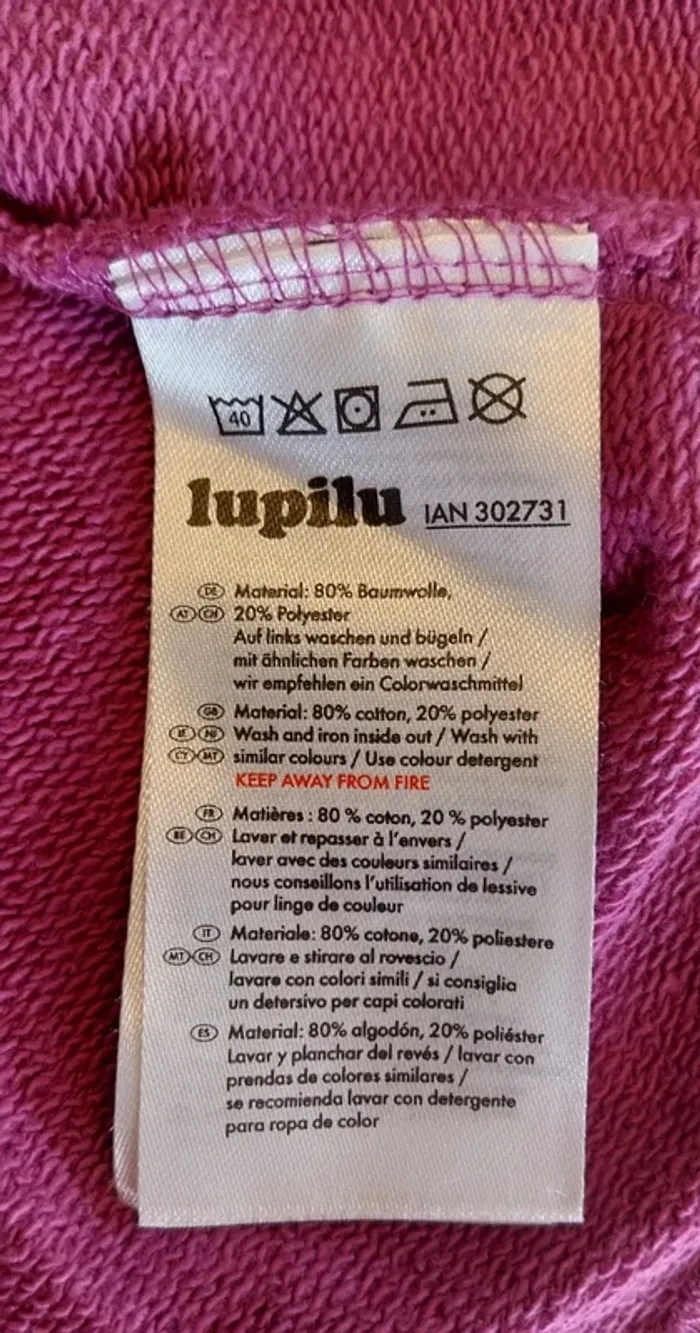 40
lupilu IAN 302731
DE Material: 80% Baumwolle,
AT CH 20% Polyester
Auf links waschen und bügeln /
mit ähnlichen Farben waschen /
wir empfehlen ein Colorwaschmittel
GB Material: 80% cotton, 20% polyester
IE NI Wash and iron inside out / Wash with
CY MT similar colours / Use colour detergent
KEEP AWAY FROM FIRE
FR Matières : 80 % coton, 20 % polyester
BE CH Laver et repasser à l'envers /
laver avec des couleurs similaires /
nous conseillons l'utilisation de lessive
pour linge de couleur
IT Materiale: 80% cotone, 20% poliestere
MT CH Lavare e stirare al rovescio /
lavare con colori simili / si consiglia
un detersivo per capi colorati
ES Material: 80% algodón, 20% poliéster
Lavar y planchar del revés / lavar con
prendas de colores similares /
se recomienda lavar con detergente
para ropa de color